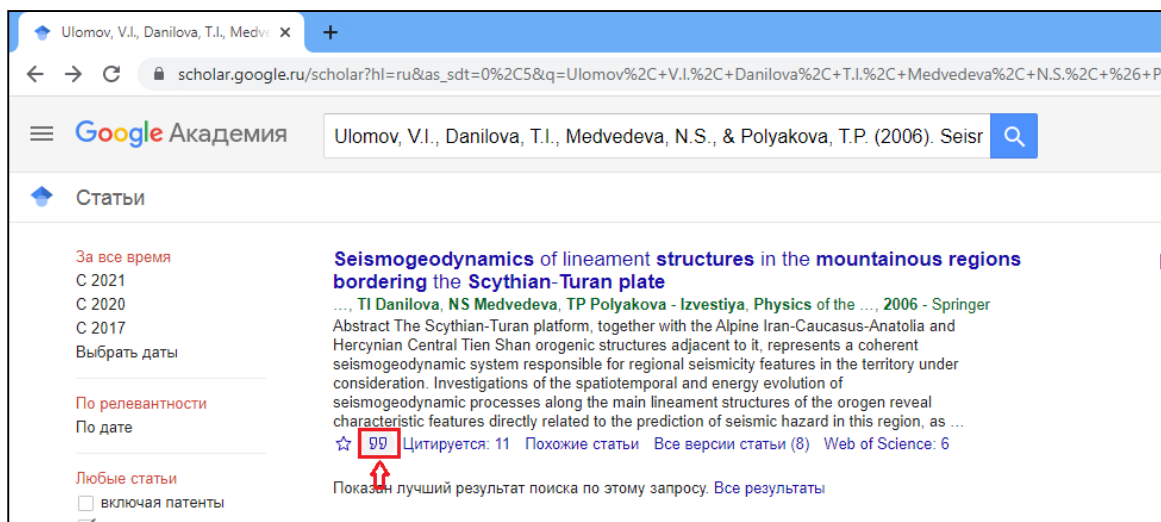 Ulomov, V.I., Danilova, T.I., Medve
scholar.google.ru/scholar?hl=ru&as_sdt=0%2C5&q=Ulomov%2C+V.I.%2C+Danilova%2C+T.I.%2C+Medvedeva%2C+N.S.%2C+%26+P
Google Академия
Ulomov, V.I., Danilova, T.I., Medvedeva, N.S., & Polyakova, T.P. (2006). Seisr
Статьи
За все время
С 2021
С 2020
С 2017
Выбрать даты
По релевантности
По дате
Любые статьи
включая патенты
Seismogeodynamics of lineament structures in the mountainous regions
bordering the Scythian-Turan plate
…, TI Danilova, NS Medvedeva, TP Polyakova - Izvestiya, Physics of the …, 2006 - Springer
Abstract The Scythian-Turan platform, together with the Alpine Iran-Caucasus-Anatolia and
Hercynian Central Tien Shan orogenic structures adjacent to it, represents a coherent
seismogeodynamic system responsible for regional seismicity features in the territory under
consideration. Investigations of the spatiotemporal and energy evolution of
seismogeodynamic processes along the main lineament structures of the orogen reveal
characteristic features directly related to the prediction of seismic hazard in this region, as …
Цитируется: 11 Похожие статьи Все версии статьи (8) Web of Science: 6
Показан лучший результат поиска по этому запросу. Все результаты